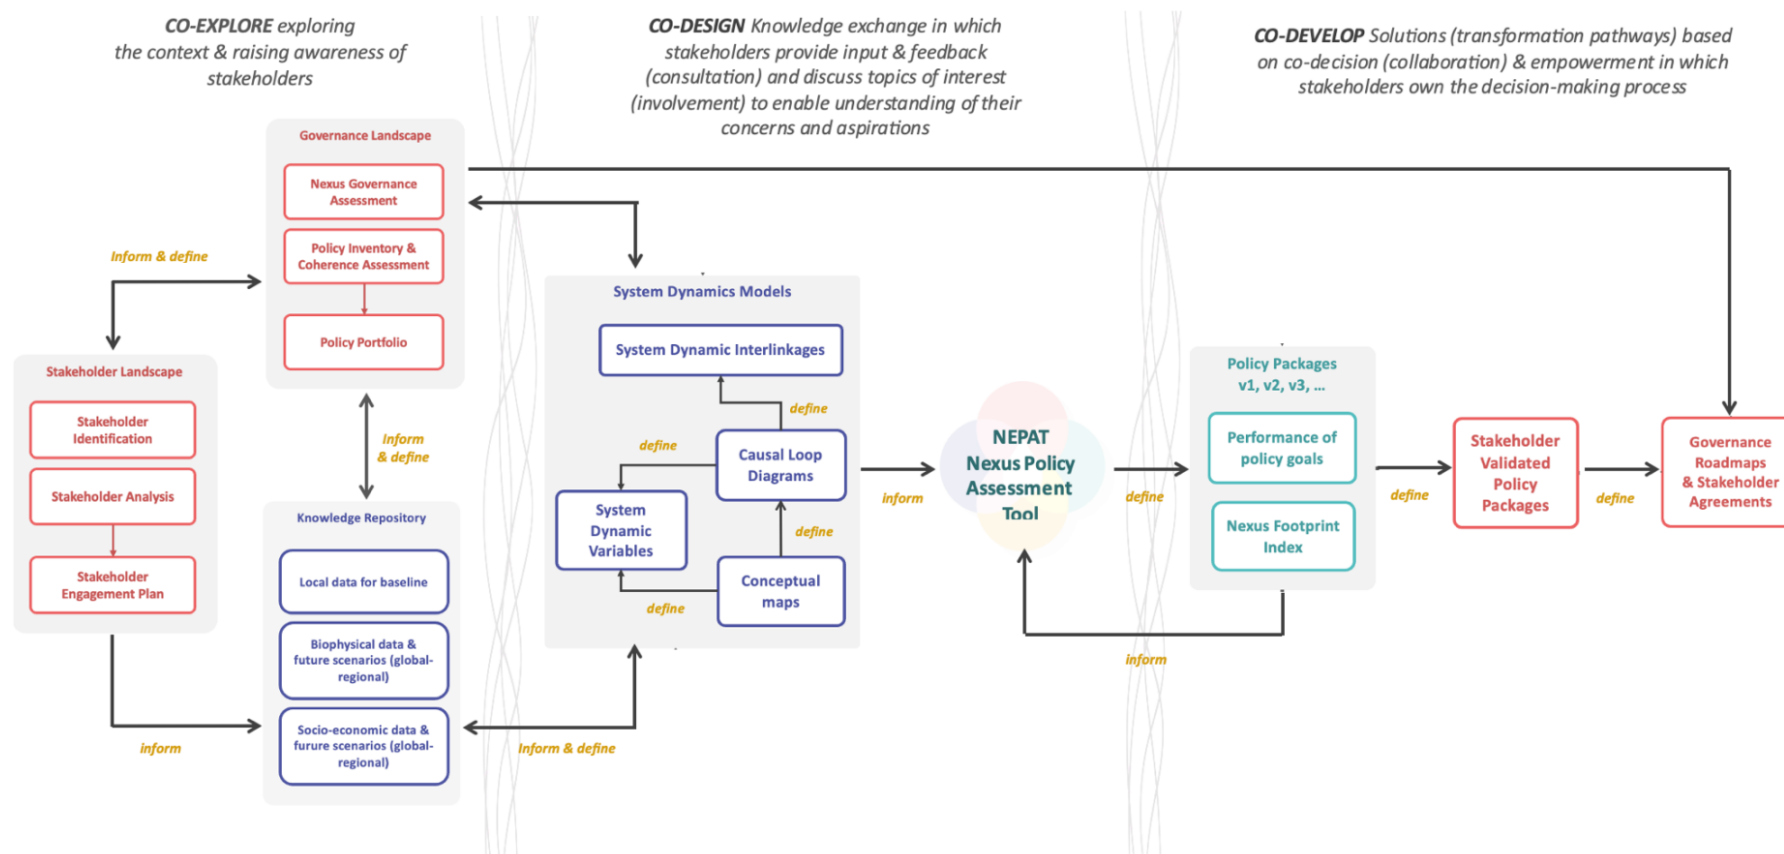 CO-EXPLORE exploring
the context & raising awareness of
stakeholders
CO-DESIGN Knowledge exchange in which
stakeholders provide input & feedback
(consultation) and discuss topics of interest
(involvement) to enable understanding of their
concerns and aspirations
CO-DEVELOP Solutions (transformation pathways) based
on co-decision (collaboration) & empowerment in which
stakeholders own the decision-making process
Governance Landscape
Nexus Governance
Assessment
Policy Inventory &
Coherence Assessment
Policy Portfolio
Inform & define
Stakeholder Landscape
Stakeholder
Identification
Stakeholder Analysis
Stakeholder
Engagement Plan
inform
Inform
& define
Knowledge Repository
Local data for baseline
Biophysical data &
future scenarios (global-
regional)
Socio-economic data &
furure scenarios (global-
regional)
Inform & define
System Dynamics Models
System Dynamic Interlinkages
define
define
Causal Loop
Diagrams
System
Dynamic
Variables
define
Conceptual
maps
define
inform
NEPAT
Nexus Policy
Assessment
Tool
define
inform
Policy Packages
v1, v2, v3, ...
Performance of
policy goals
Nexus Footprint
Index
define
Stakeholder
Validated
Policy
Packages
define
Governance
Roadmaps
& Stakeholder
Agreements